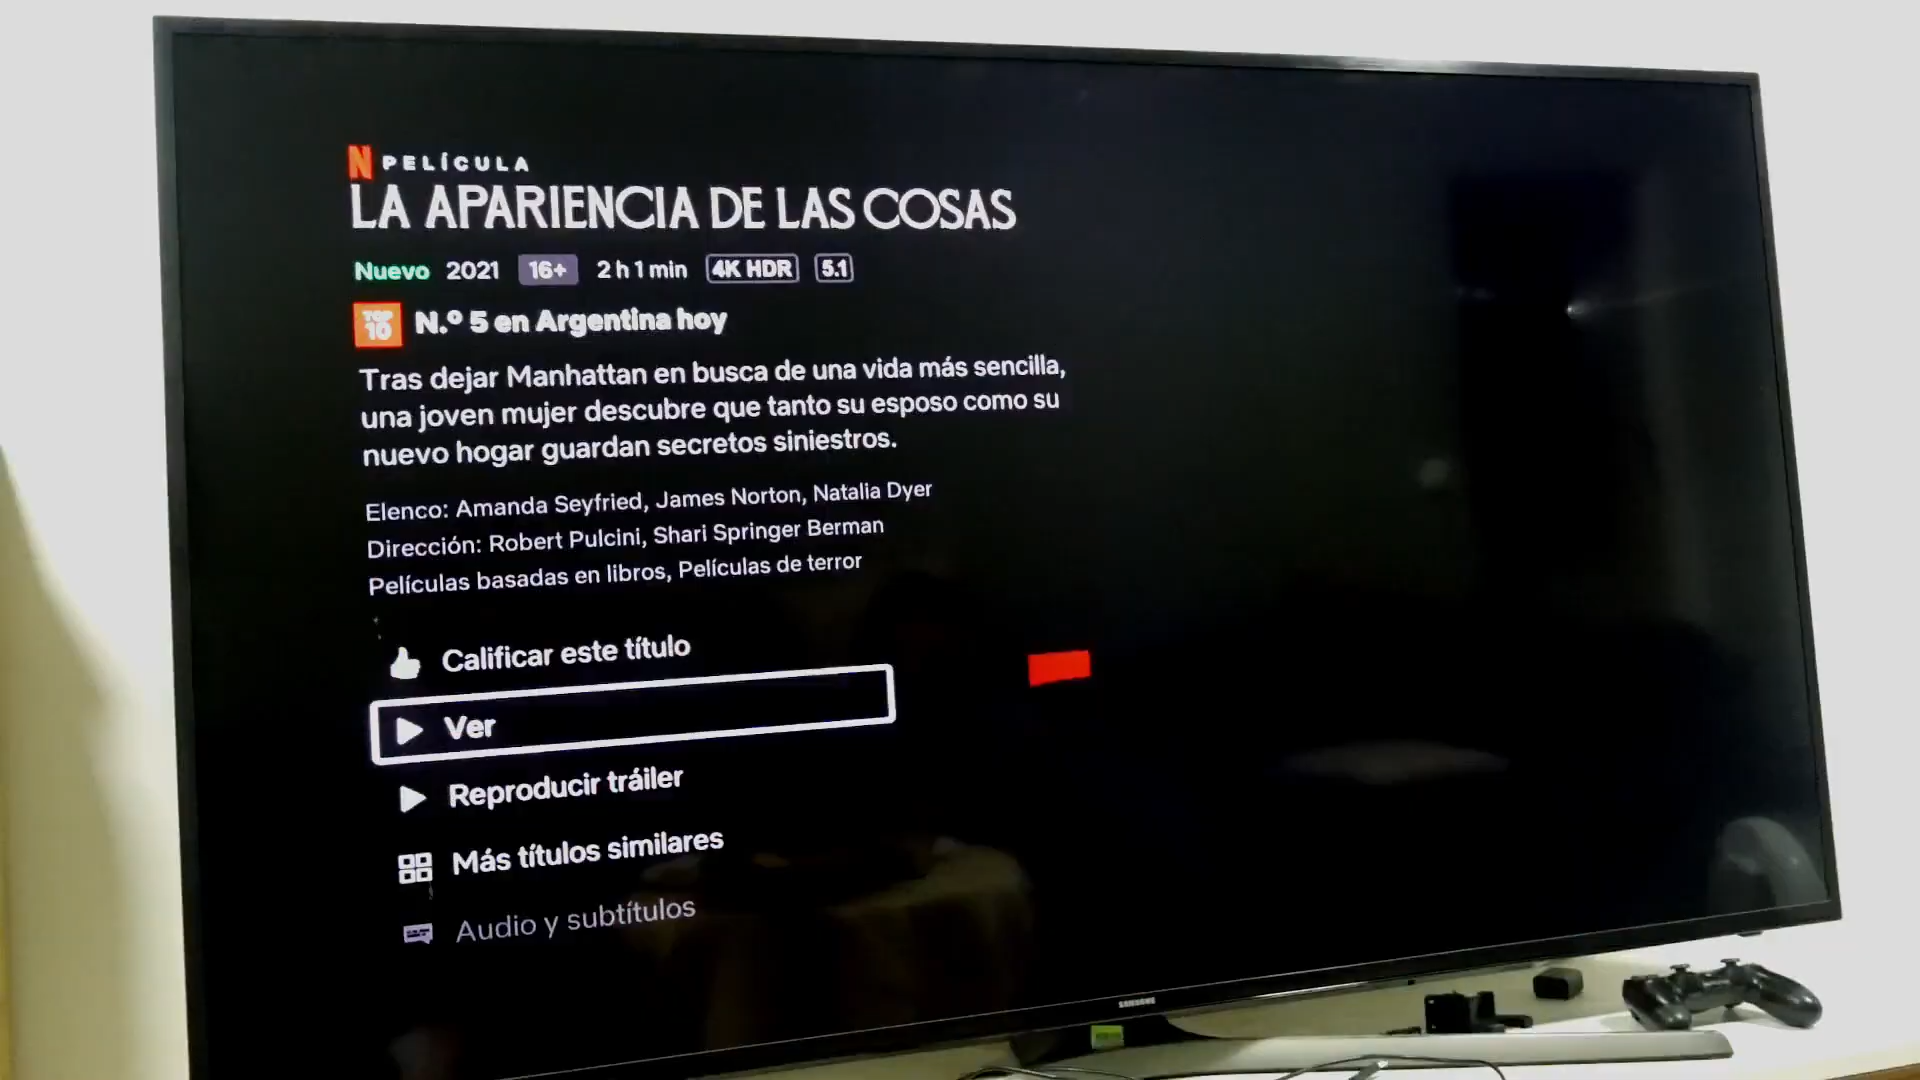 N PELÍCULA
LA APARIENCIA DE LAS COSAS
Nuevo 2021 16+ 2 h 1 min 4K HDR 5.1
TOP 10 N.º 5 en Argentina hoy
Tras dejar Manhattan en busca de una vida más sencilla,
una joven mujer descubre que tanto su esposo como su
nuevo hogar guardan secretos siniestros.
Elenco: Amanda Seyfried, James Norton, Natalia Dyer
Dirección: Robert Pulcini, Shari Springer Berman
Películas basadas en libros, Películas de terror
Calificar este título
Ver
Reproducir tráiler
Más títulos similares
Audio y subtítulos
SAMSUNG